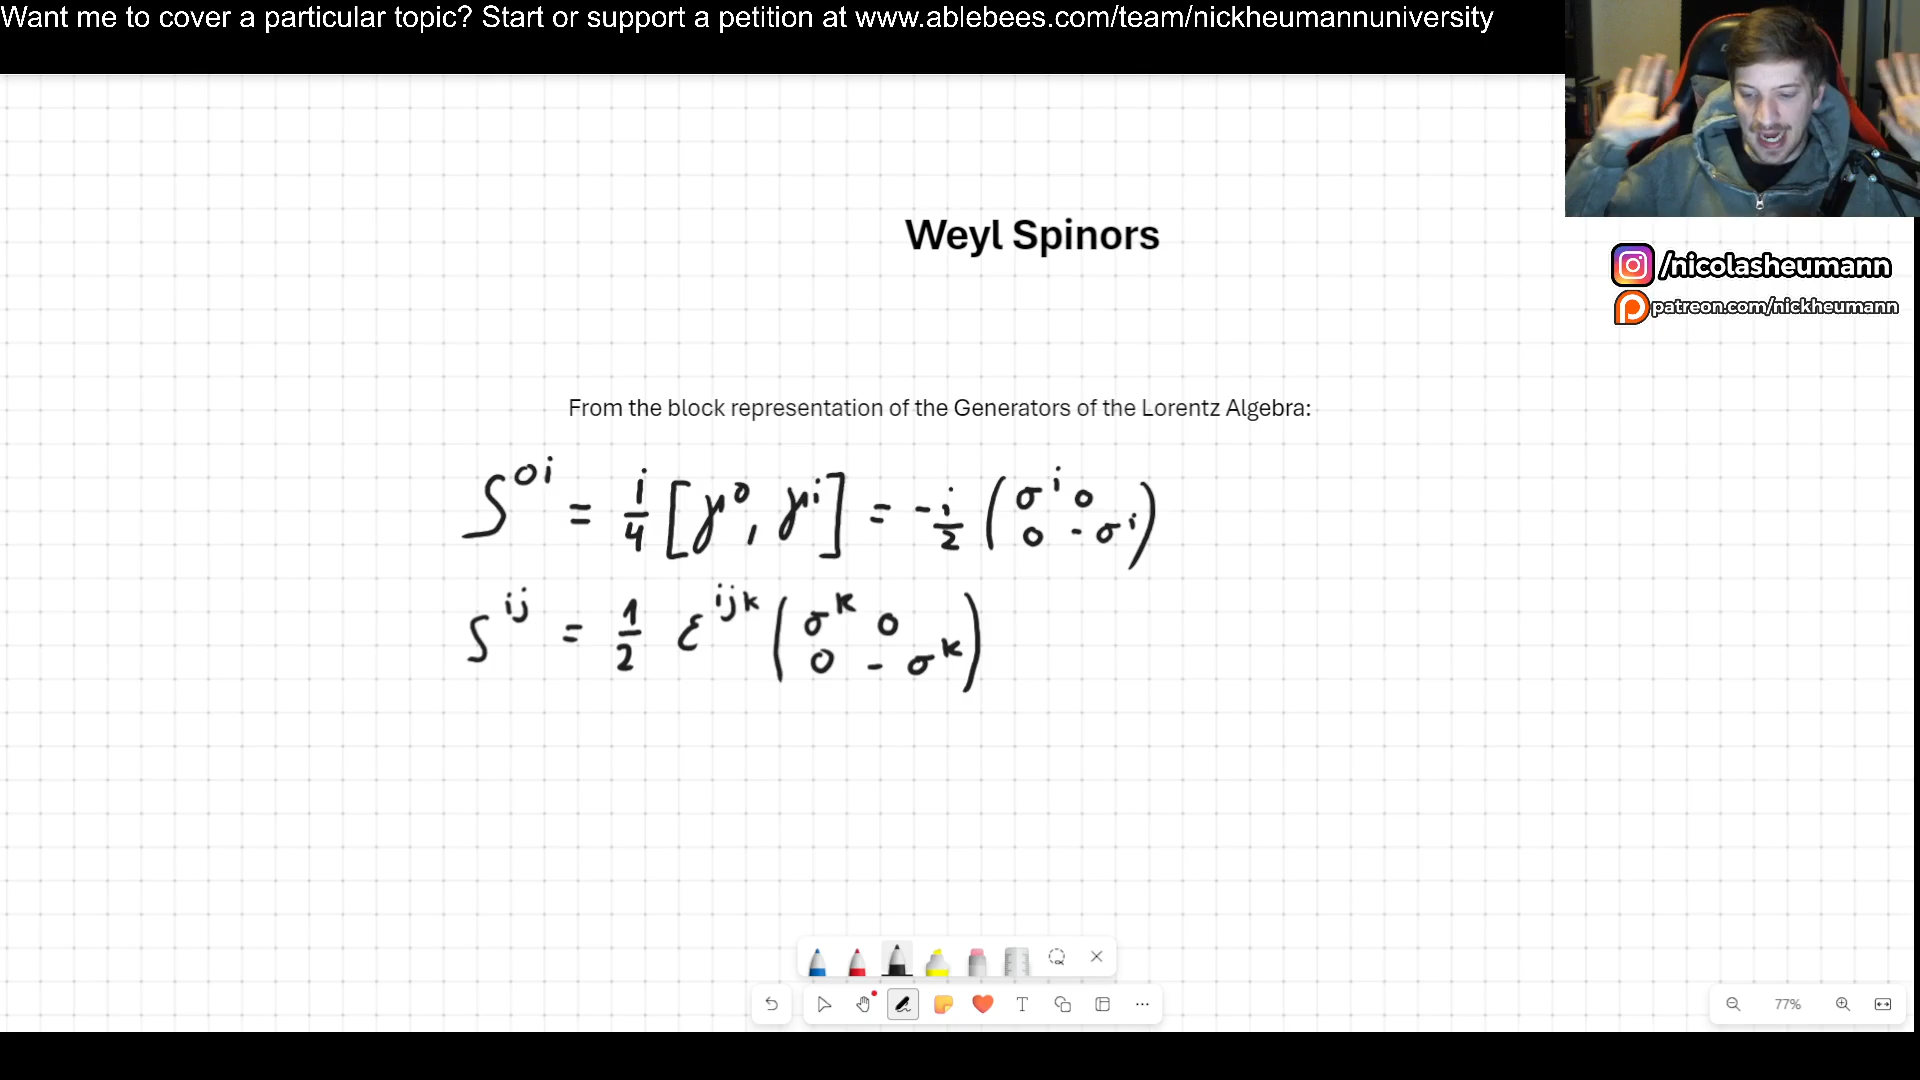 Want me to cover a particular topic? Start or support a petition at www.ablebees.com/team/nickheumannuniversity
Weyl Spinors
/nicolasheumann
patreon.com/nickheumann
From the block representation of the Generators of the Lorentz Algebra:
S^{0i} = i/4 [γ^0, γ^i] = -i/2 (σ^i 0
0 -σ^i)
S^{ij} = 1/2 ε^{ijk} (σ^k 0
0 -σ^k)
77%